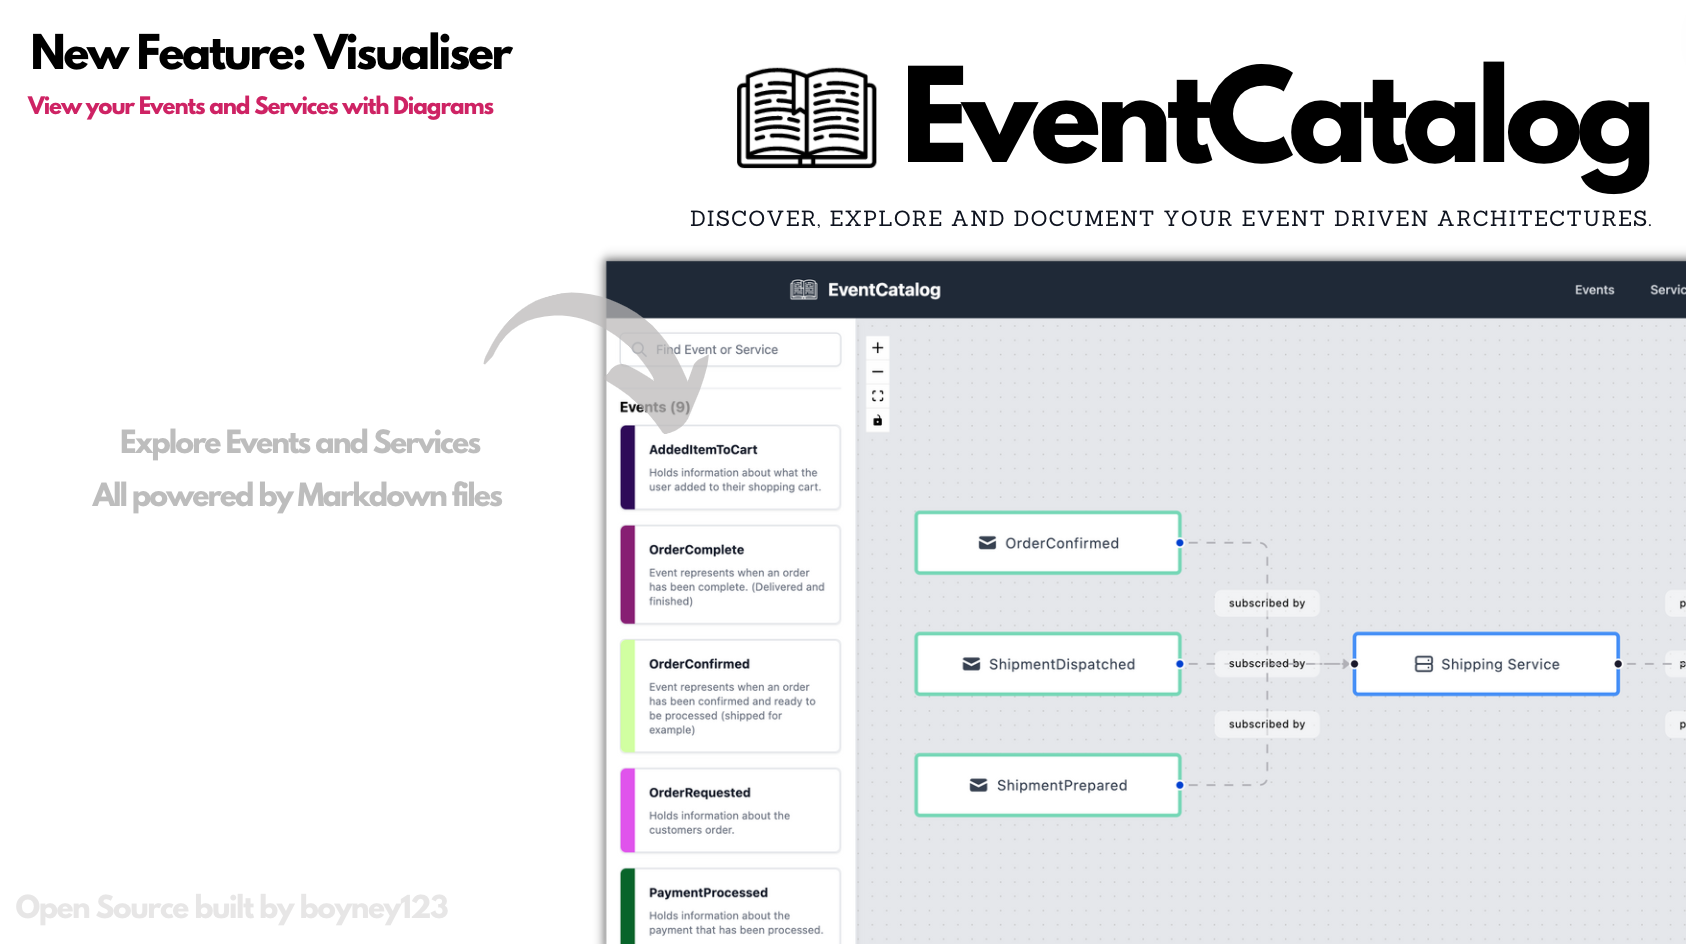 New Feature: Visualiser
View your Events and Services with Diagrams
EventCatalog
DISCOVER, EXPLORE AND DOCUMENT YOUR EVENT DRIVEN ARCHITECTURES.
Explore Events and Services
All powered by Markdown files
Open Source built by boyney123
EventCatalog
Events
Servic
Find Event or Service
Events (9)
AddedItemToCart
Holds information about what the
user added to their shopping cart.
OrderComplete
Event represents when an order
has been complete. (Delivered and
finished)
OrderConfirmed
Event represents when an order
has been confirmed and ready to
be processed (shipped for
example)
OrderRequested
Holds information about the
customers order.
PaymentProcessed
Holds information about the
payment that has been processed.
OrderConfirmed
subscribed by
p
ShipmentDispatched
subscribed by
Shipping Service
p
subscribed by
p
ShipmentPrepared